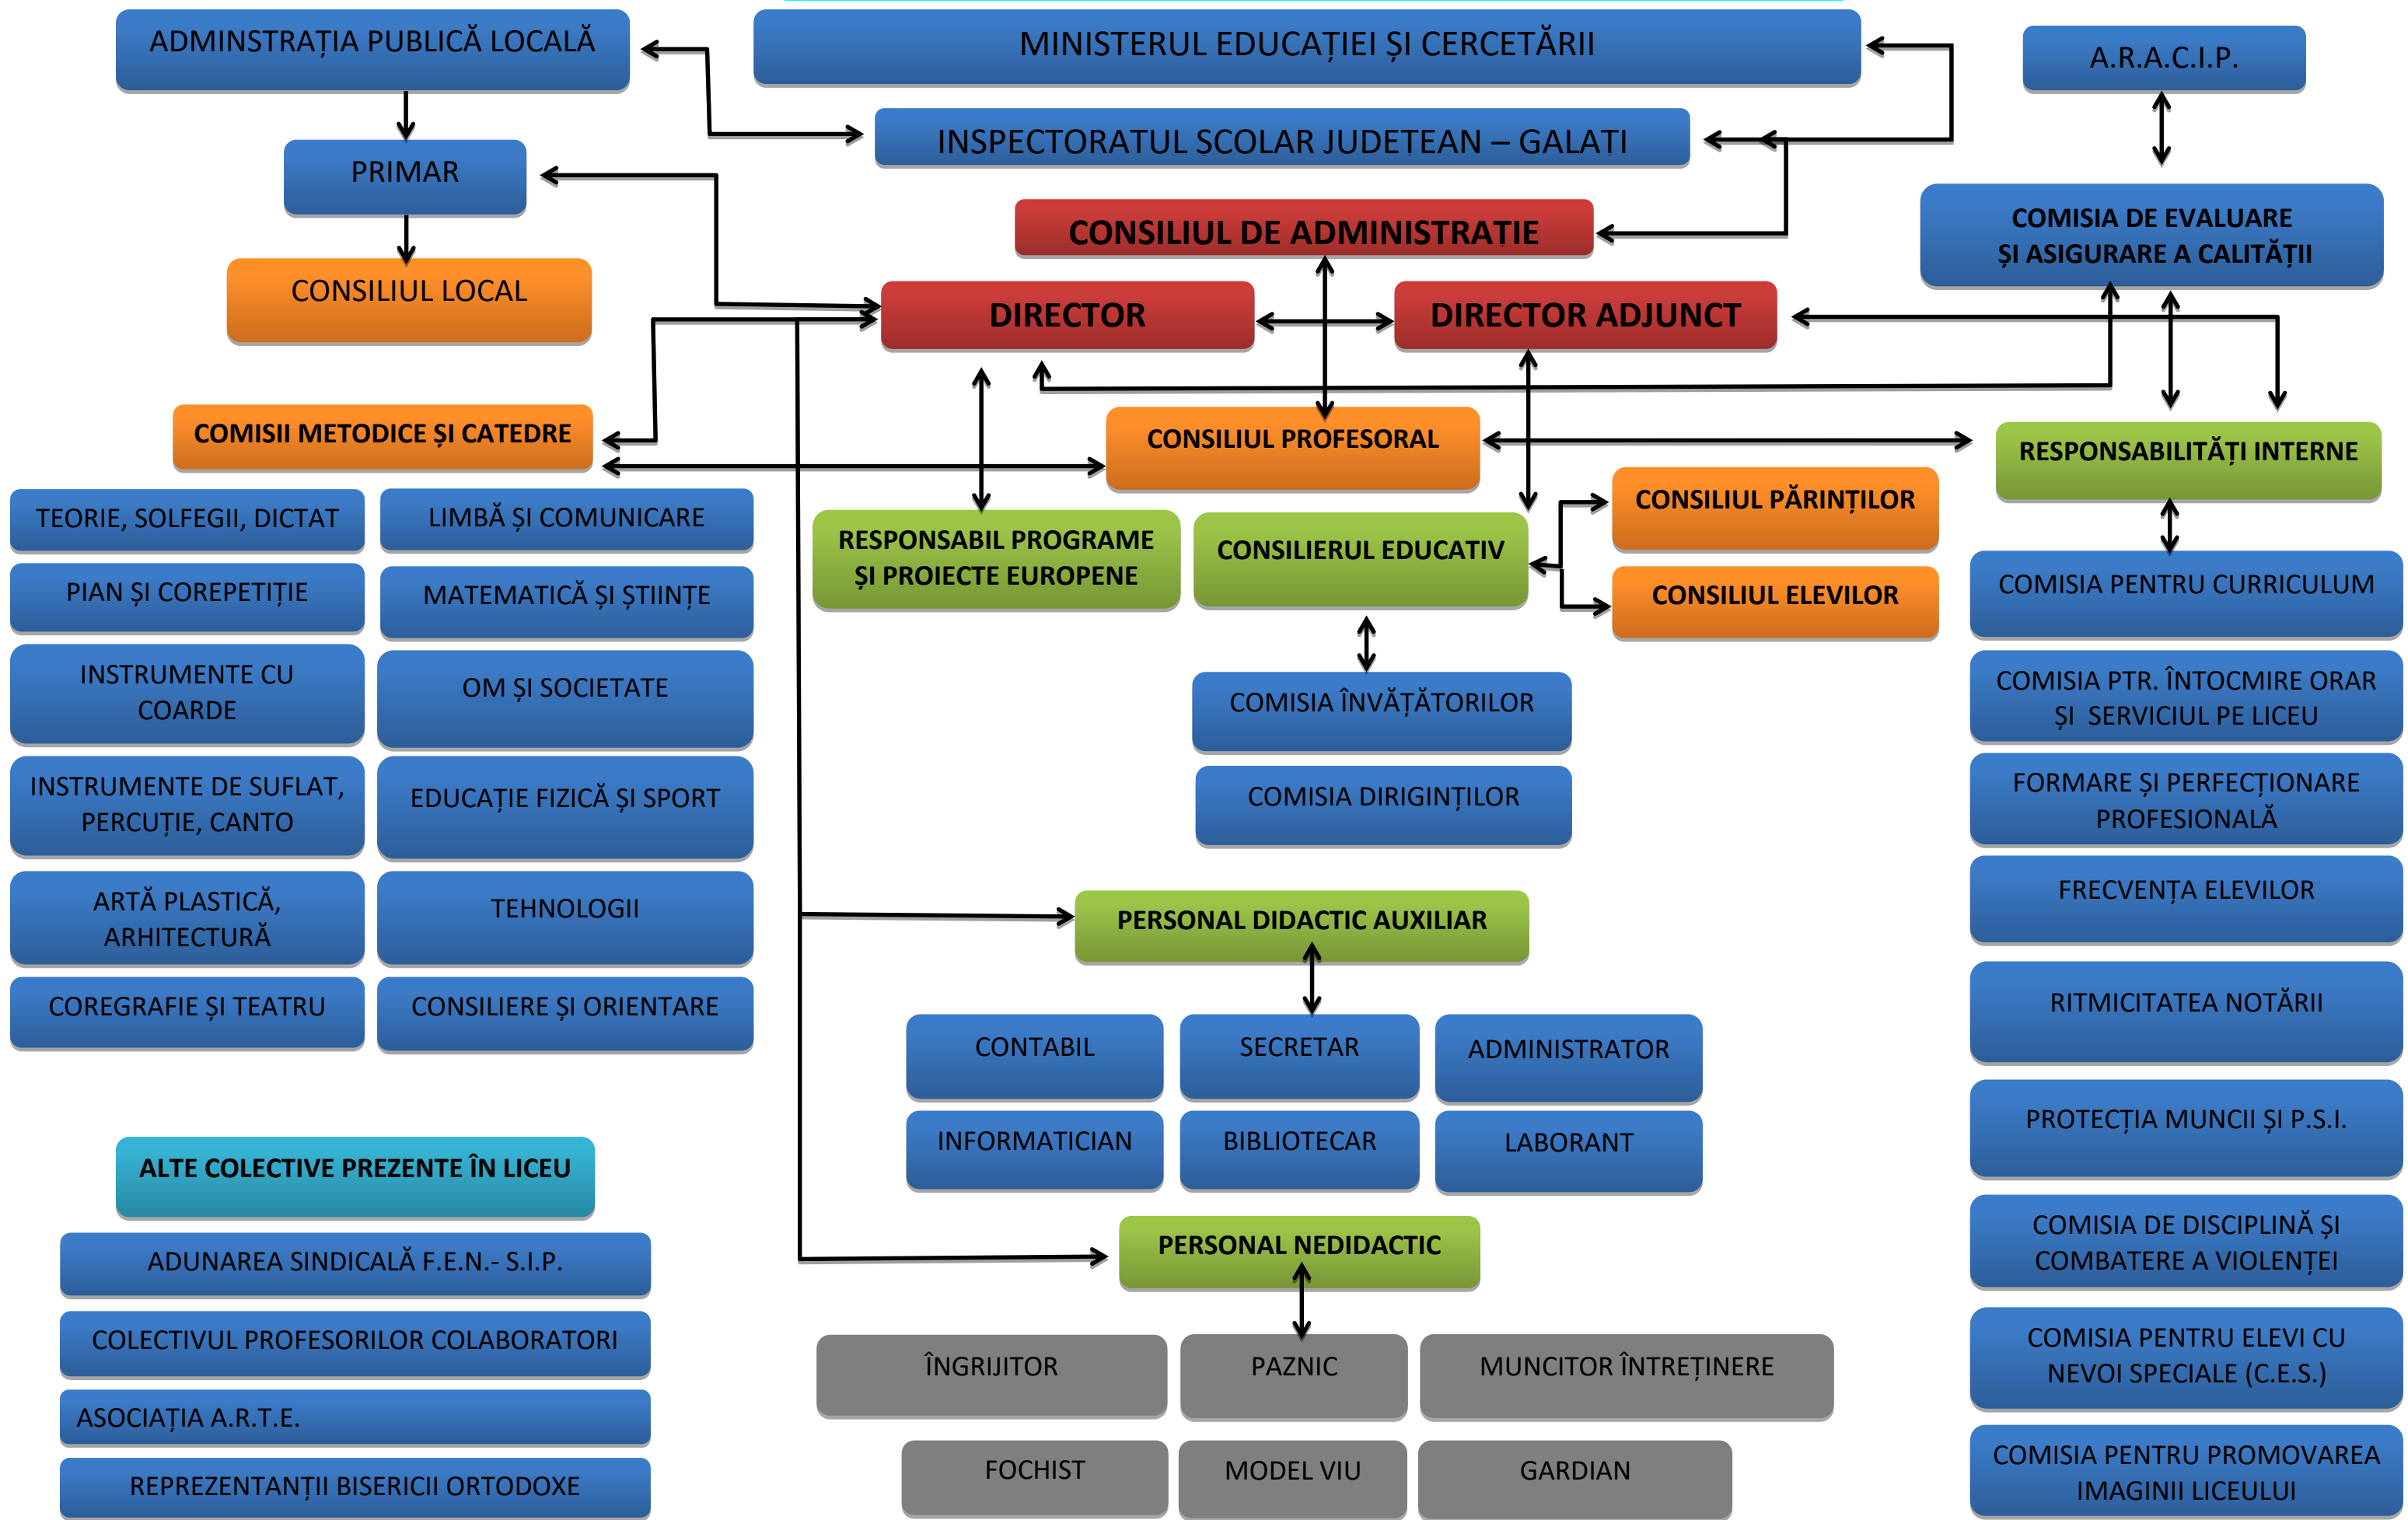 ADMINSTRAȚIA PUBLICĂ LOCALĂ
MINISTERUL EDUCAȚIEI ȘI CERCETĂRII
A.R.A.C.I.P.
INSPECTORATUL ȘCOLAR JUDEȚEAN – GALAȚI
PRIMAR
CONSILIUL DE ADMINISTRAȚIE
COMISIA DE EVALUARE
ȘI ASIGURARE A CALITĂȚII
CONSILIUL LOCAL
DIRECTOR
DIRECTOR ADJUNCT
COMISII METODICE ȘI CATEDRE
CONSILIUL PROFESORAL
RESPONSABILITĂȚI INTERNE
TEORIE, SOLFEGII, DICTAT
LIMBĂ ȘI COMUNICARE
PIAN ȘI COREPETIȚIE
MATEMATICĂ ȘI ȘTIINȚE
INSTRUMENTE CU
COARDE
OM ȘI SOCIETATE
INSTRUMENTE DE SUFLAT,
PERCUȚIE, CANTO
EDUCAȚIE FIZICĂ ȘI SPORT
ARTĂ PLASTICĂ,
ARHITECTURĂ
TEHNOLOGII
COREGRAFIE ȘI TEATRU
CONSILIERE ȘI ORIENTARE
RESPONSABIL PROGRAME
ȘI PROIECTE EUROPENE
CONSILIERUL EDUCATIV
CONSILIUL PĂRINȚILOR
CONSILIUL ELEVILOR
COMISIA ÎNVĂȚĂTORILOR
COMISIA DIRIGINȚILOR
PERSONAL DIDACTIC AUXILIAR
CONTABIL
SECRETAR
ADMINISTRATOR
INFORMATICIAN
BIBLIOTECAR
LABORANT
PERSONAL NEDIDACTIC
ÎNGRIJITOR
PAZNIC
MUNCITOR ÎNTREȚINERE
FOCHIST
MODEL VIU
GARDIAN
COMISIA PENTRU CURRICULUM
COMISIA PTR. ÎNTOCMIRE ORAR
ȘI SERVICIUL PE LICEU
FORMARE ȘI PERFECȚIONARE
PROFESIONALĂ
FRECVENȚA ELEVILOR
RITMICITATEA NOTĂRII
PROTECȚIA MUNCII ȘI P.S.I.
COMISIA DE DISCIPLINĂ ȘI
COMBATERE A VIOLENȚEI
COMISIA PENTRU ELEVI CU
NEVOI SPECIALE (C.E.S.)
COMISIA PENTRU PROMOVAREA
IMAGINII LICEULUI
ALTE COLECTIVE PREZENTE ÎN LICEU
ADUNAREA SINDICALĂ F.E.N.- S.I.P.
COLECTIVUL PROFESORILOR COLABORATORI
ASOCIAȚIA A.R.T.E.
REPREZENTANȚII BISERICII ORTODOXE